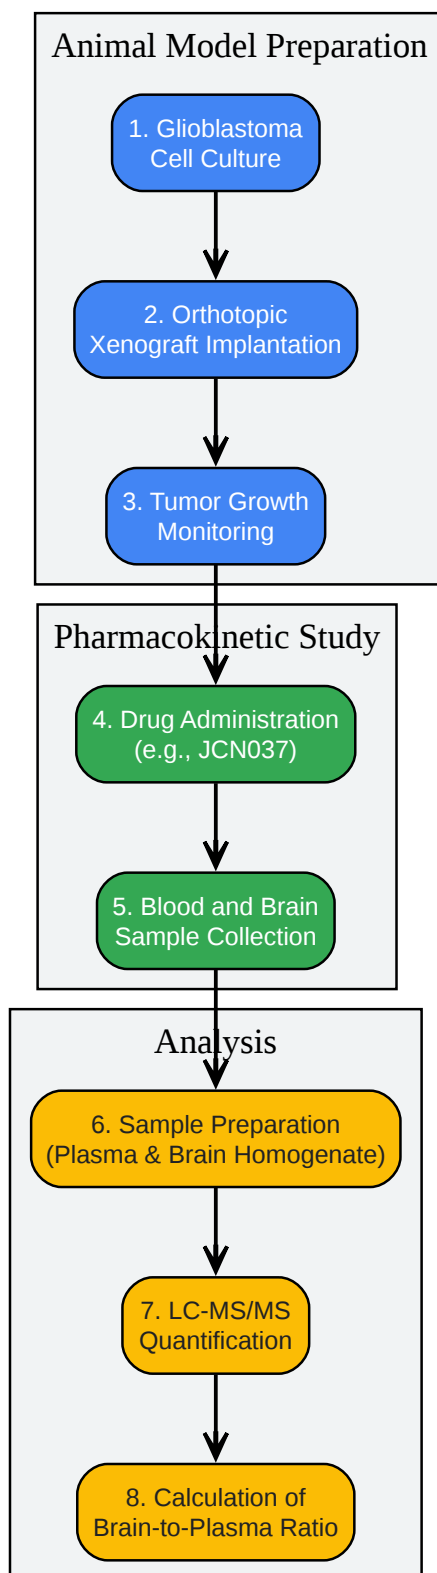 Animal Model Preparation
1. Glioblastoma
Cell Culture
2. Orthotopic
Xenograft Implantation
3. Tumor Growth
Monitoring
Pharmacokinetic Study
4. Drug Administration
(e.g., JCN037)
5. Blood and Brain
Sample Collection
Analysis
6. Sample Preparation
(Plasma & Brain Homogenate)
7. LC-MS/MS
Quantification
8. Calculation of
Brain-to-Plasma Ratio